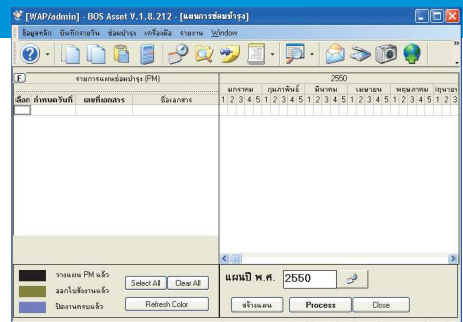 [WAP/admin] - BOS Asset V.1.8.212 - [แผนการซ่อมบำรุง]
ข้อมูลหลัก บันทึกรายวัน ซ่อมบำรุง เครื่องมือ รายงาน Window
F รายการแผนซ่อมบำรุง (PM) 2550
มกราคม กุมภาพันธ์ มีนาคม เมษายน พฤษภาคม
เลือก กำหนดวันที่ เลขที่เอกสาร ชื่อเอกสาร 1 2 3 4 5 1 2 3 4 5 1 2 3 4 5 1 2 3 4 5 1 2 3 4 5 1 2 3
วางแผน PM แล้ว
ออกใบสั่งงานแล้ว
ปิดงานครบแล้ว
Select All Clear All
Refresh Color
แผนปี พ.ศ. 2550
สร้างแผน Process Close